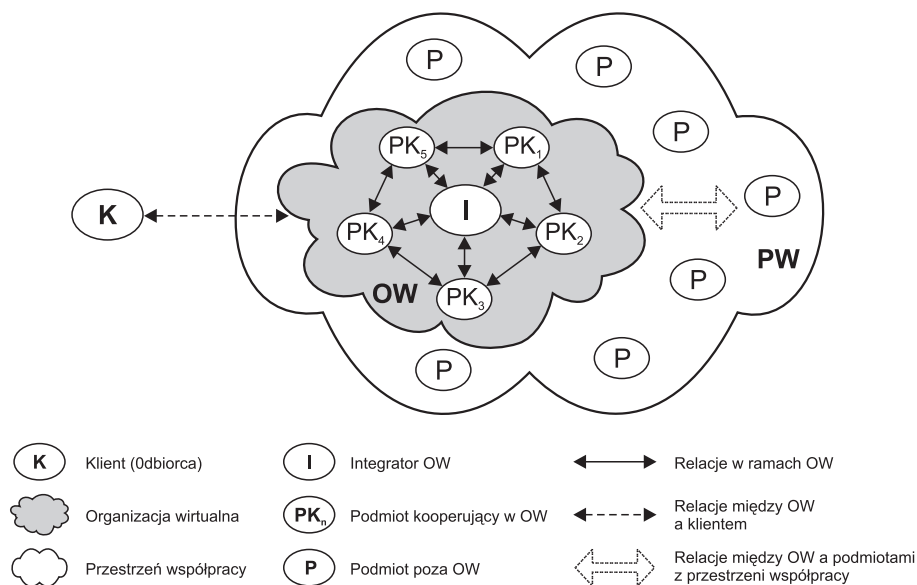 P
P
P
PK5
PK1
I
K
P
PK4
PK2
PW
OW
PK3
P
P
P
K
Klient (0dbiorca)
I
Integrator OW
Relacje w ramach OW
Organizacja wirtualna
PKn
Podmiot kooperujący w OW
Relacje między OW
a klientem
Przestrzeń współpracy
P
Podmiot poza OW
Relacje między OW a podmiotami
z przestrzeni współpracy